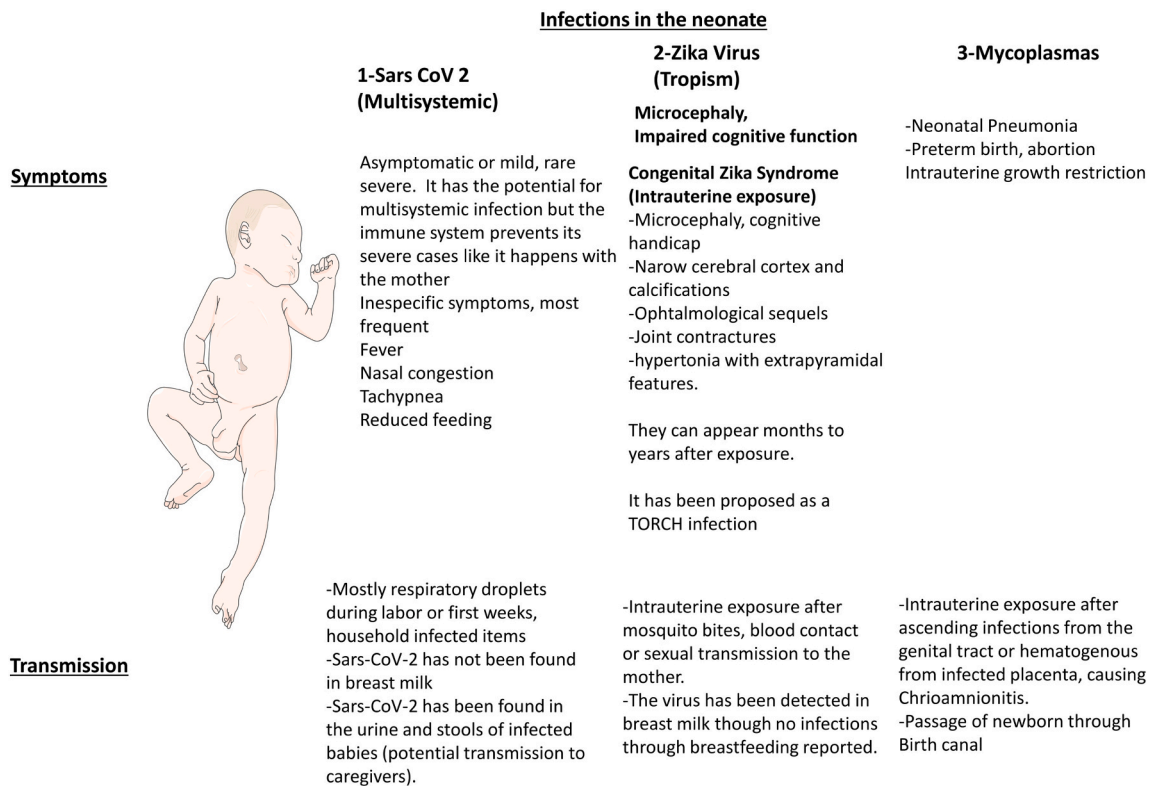 Infections in the neonate
1-Sars CoV 2
(Multisystemic)
2-Zika Virus
(Tropism)
3-Mycoplasmas
Symptoms
Asymptomatic or mild, rare
severe.  It has the potential for
multisystemic infection but the
immune system prevents its
severe cases like it happens with
the mother
Inespecific symptoms, most
frequent
Fever
Nasal congestion
Tachypnea
Reduced feeding
Microcephaly,
Impaired cognitive function
Congenital Zika Syndrome
(Intrauterine exposure)
-Microcephaly, cognitive
handicap
-Narow cerebral cortex and
calcifications
-Ophtalmological sequels
-Joint contractures
-hypertonia with extrapyramidal
features.
They can appear months to
years after exposure.
It has been proposed as a
TORCH infection
-Neonatal Pneumonia
-Preterm birth, abortion
Intrauterine growth restriction
Transmission
-Mostly respiratory droplets
during labor or first weeks,
household infected items
-Sars-CoV-2 has not been found
in breast milk
-Sars-CoV-2 has been found in
the urine and stools of infected
babies (potential transmission to
caregivers).
-Intrauterine exposure after
mosquito bites, blood contact
or sexual transmission to the
mother.
-The virus has been detected in
breast milk though no infections
through breastfeeding reported.
-Intrauterine exposure after
ascending infections from the
genital tract or hematogenous
from infected placenta, causing
Chrioamnionitis.
-Passage of newborn through
Birth canal